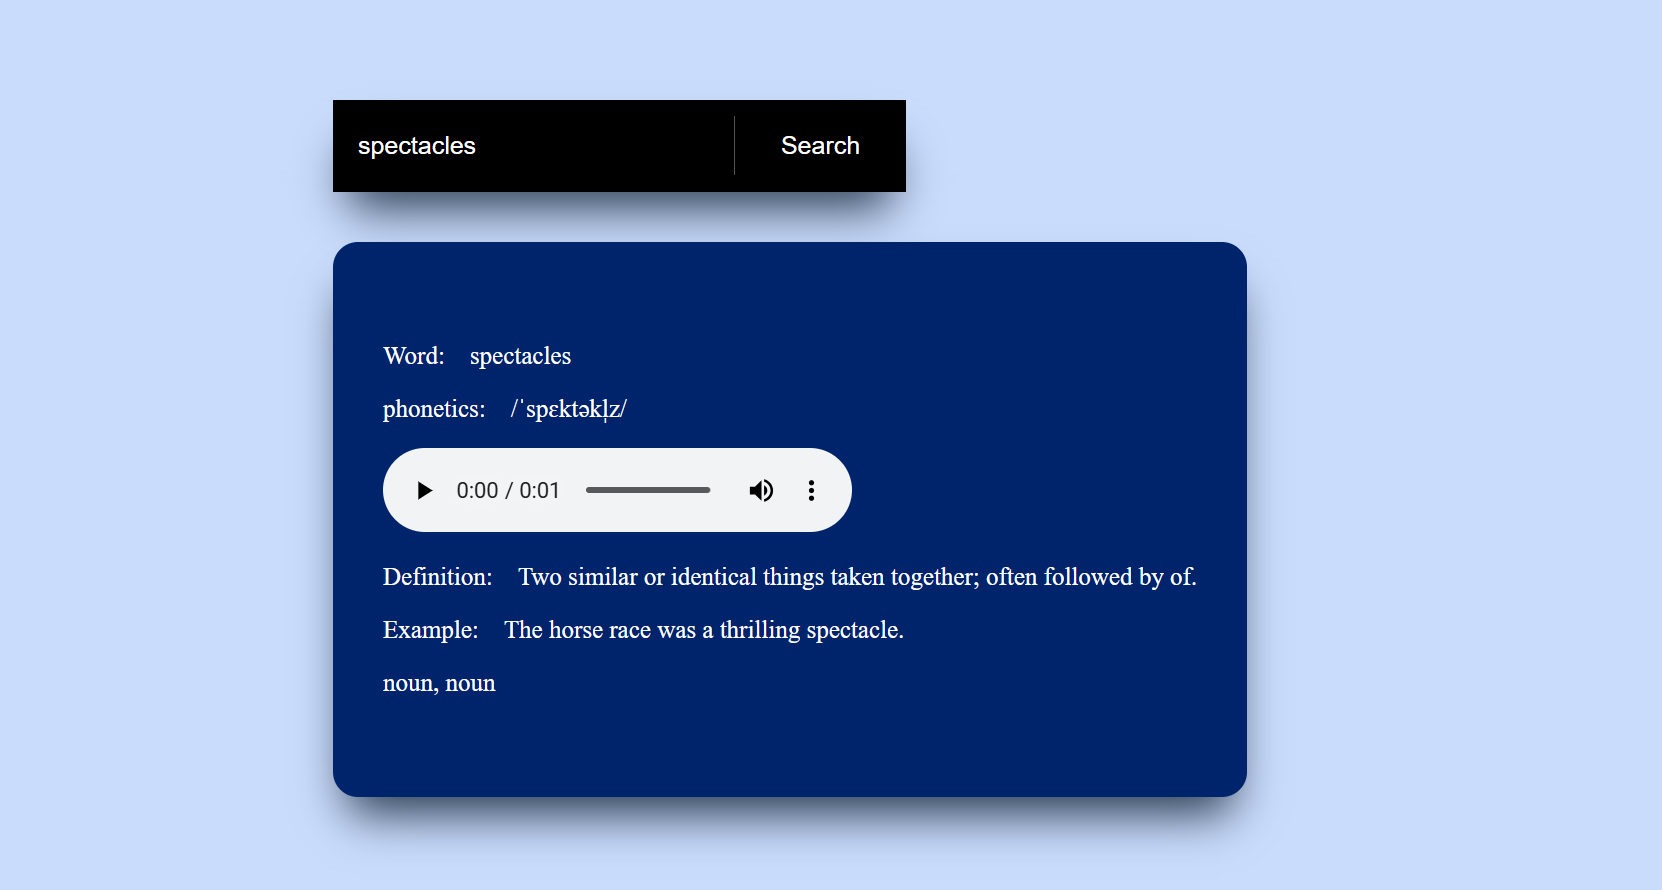 spectacles
Search
Word: spectacles
phonetics: /ˈspɛktəkl̩z/
0:00 / 0:01
Definition: Two similar or identical things taken together; often followed by of.
Example: The horse race was a thrilling spectacle.
noun, noun